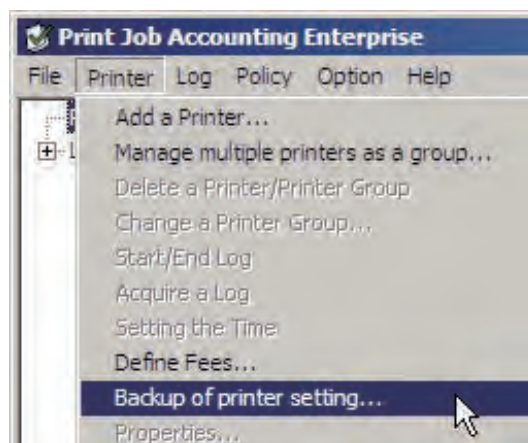 Print Job Accounting Enterprise
File Printer Log Policy Option Help
Add a Printer...
Manage multiple printers as a group...
Delete a Printer/Printer Group
Change a Printer Group...
Start/End Log
Acquire a Log
Setting the Time
Define Fees...
Backup of printer setting...
Properties...